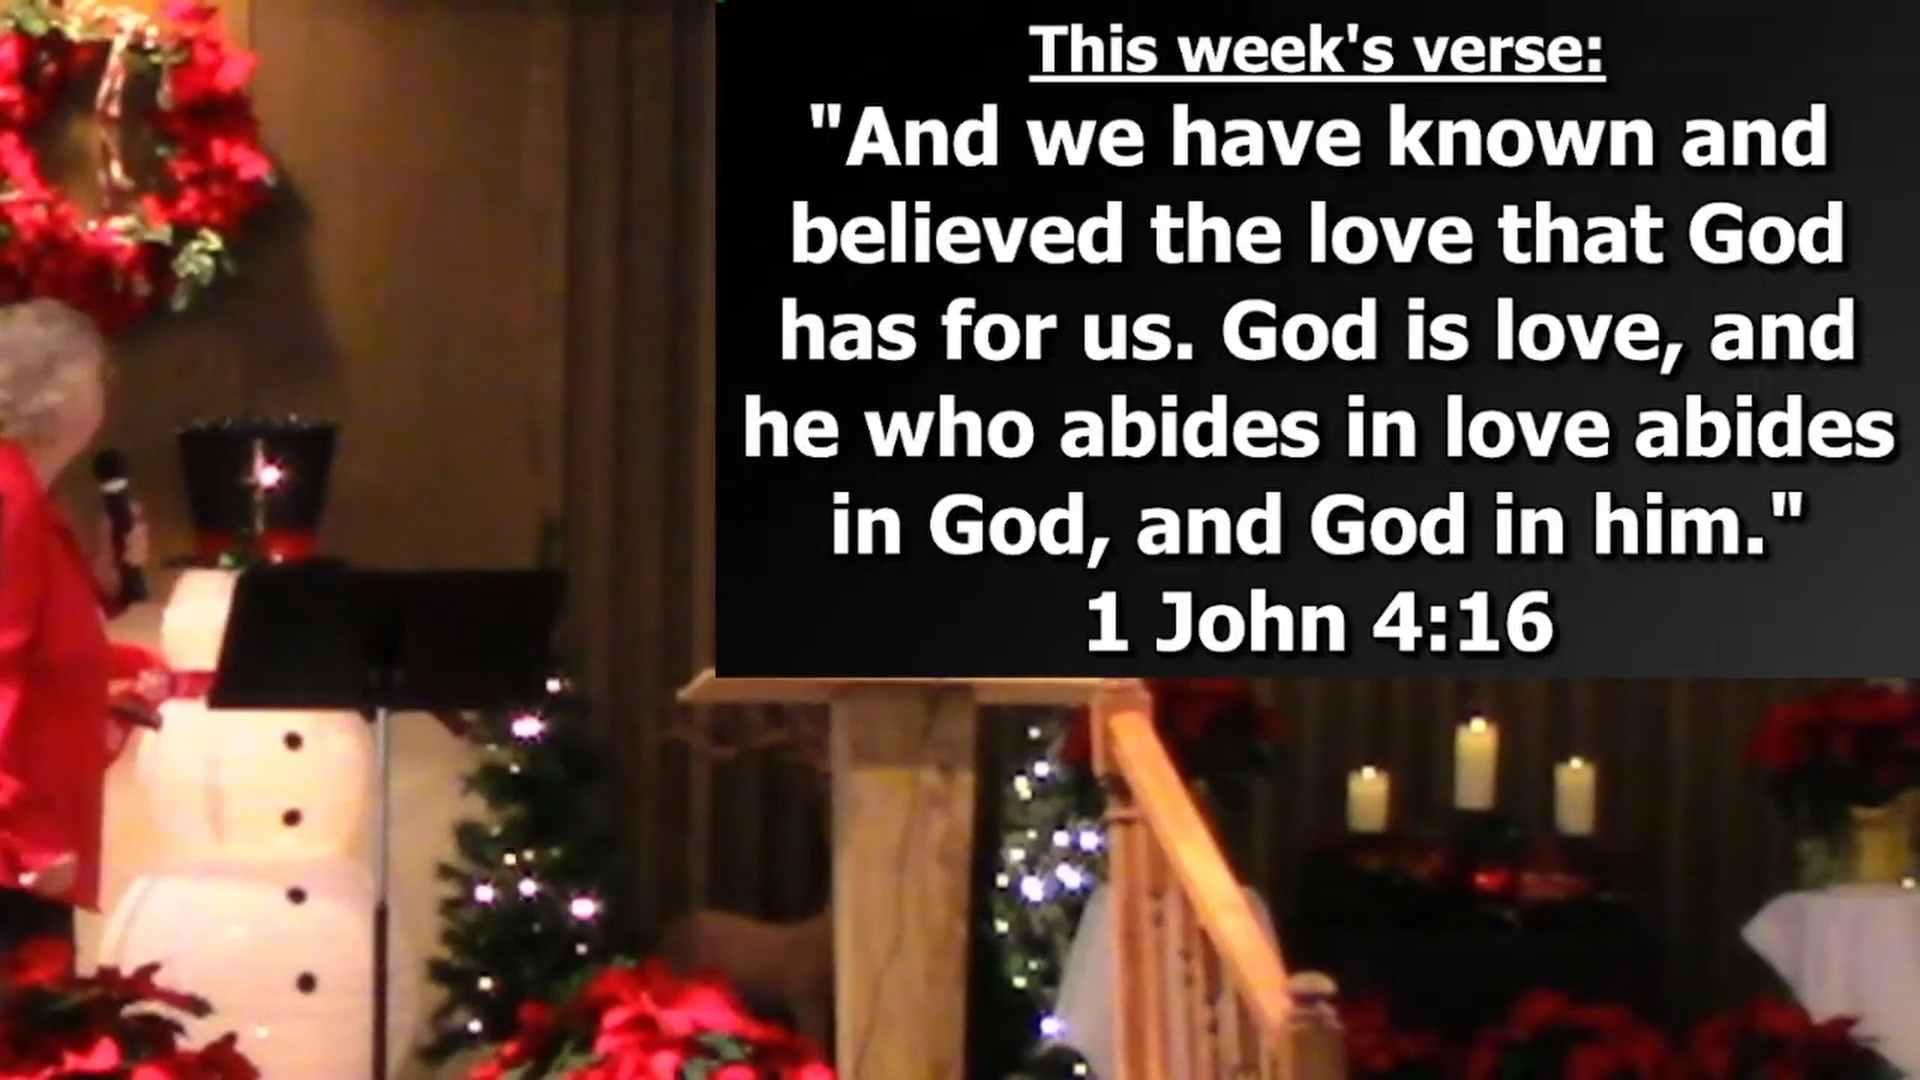 This week's verse:
"And we have known and
believed the love that God
has for us. God is love, and
he who abides in love abides
in God, and God in him."
1 John 4:16